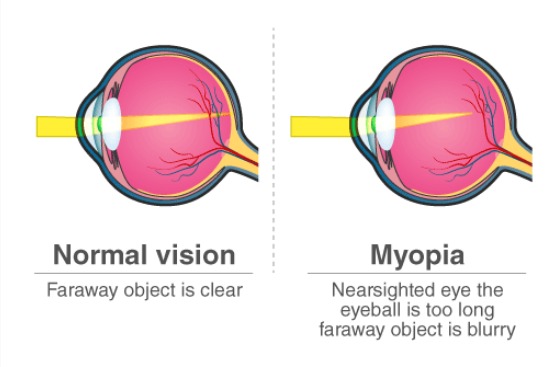 Normal vision
Faraway object is clear
Myopia
Nearsighted eye the
eyeball is too long
faraway object is blurry